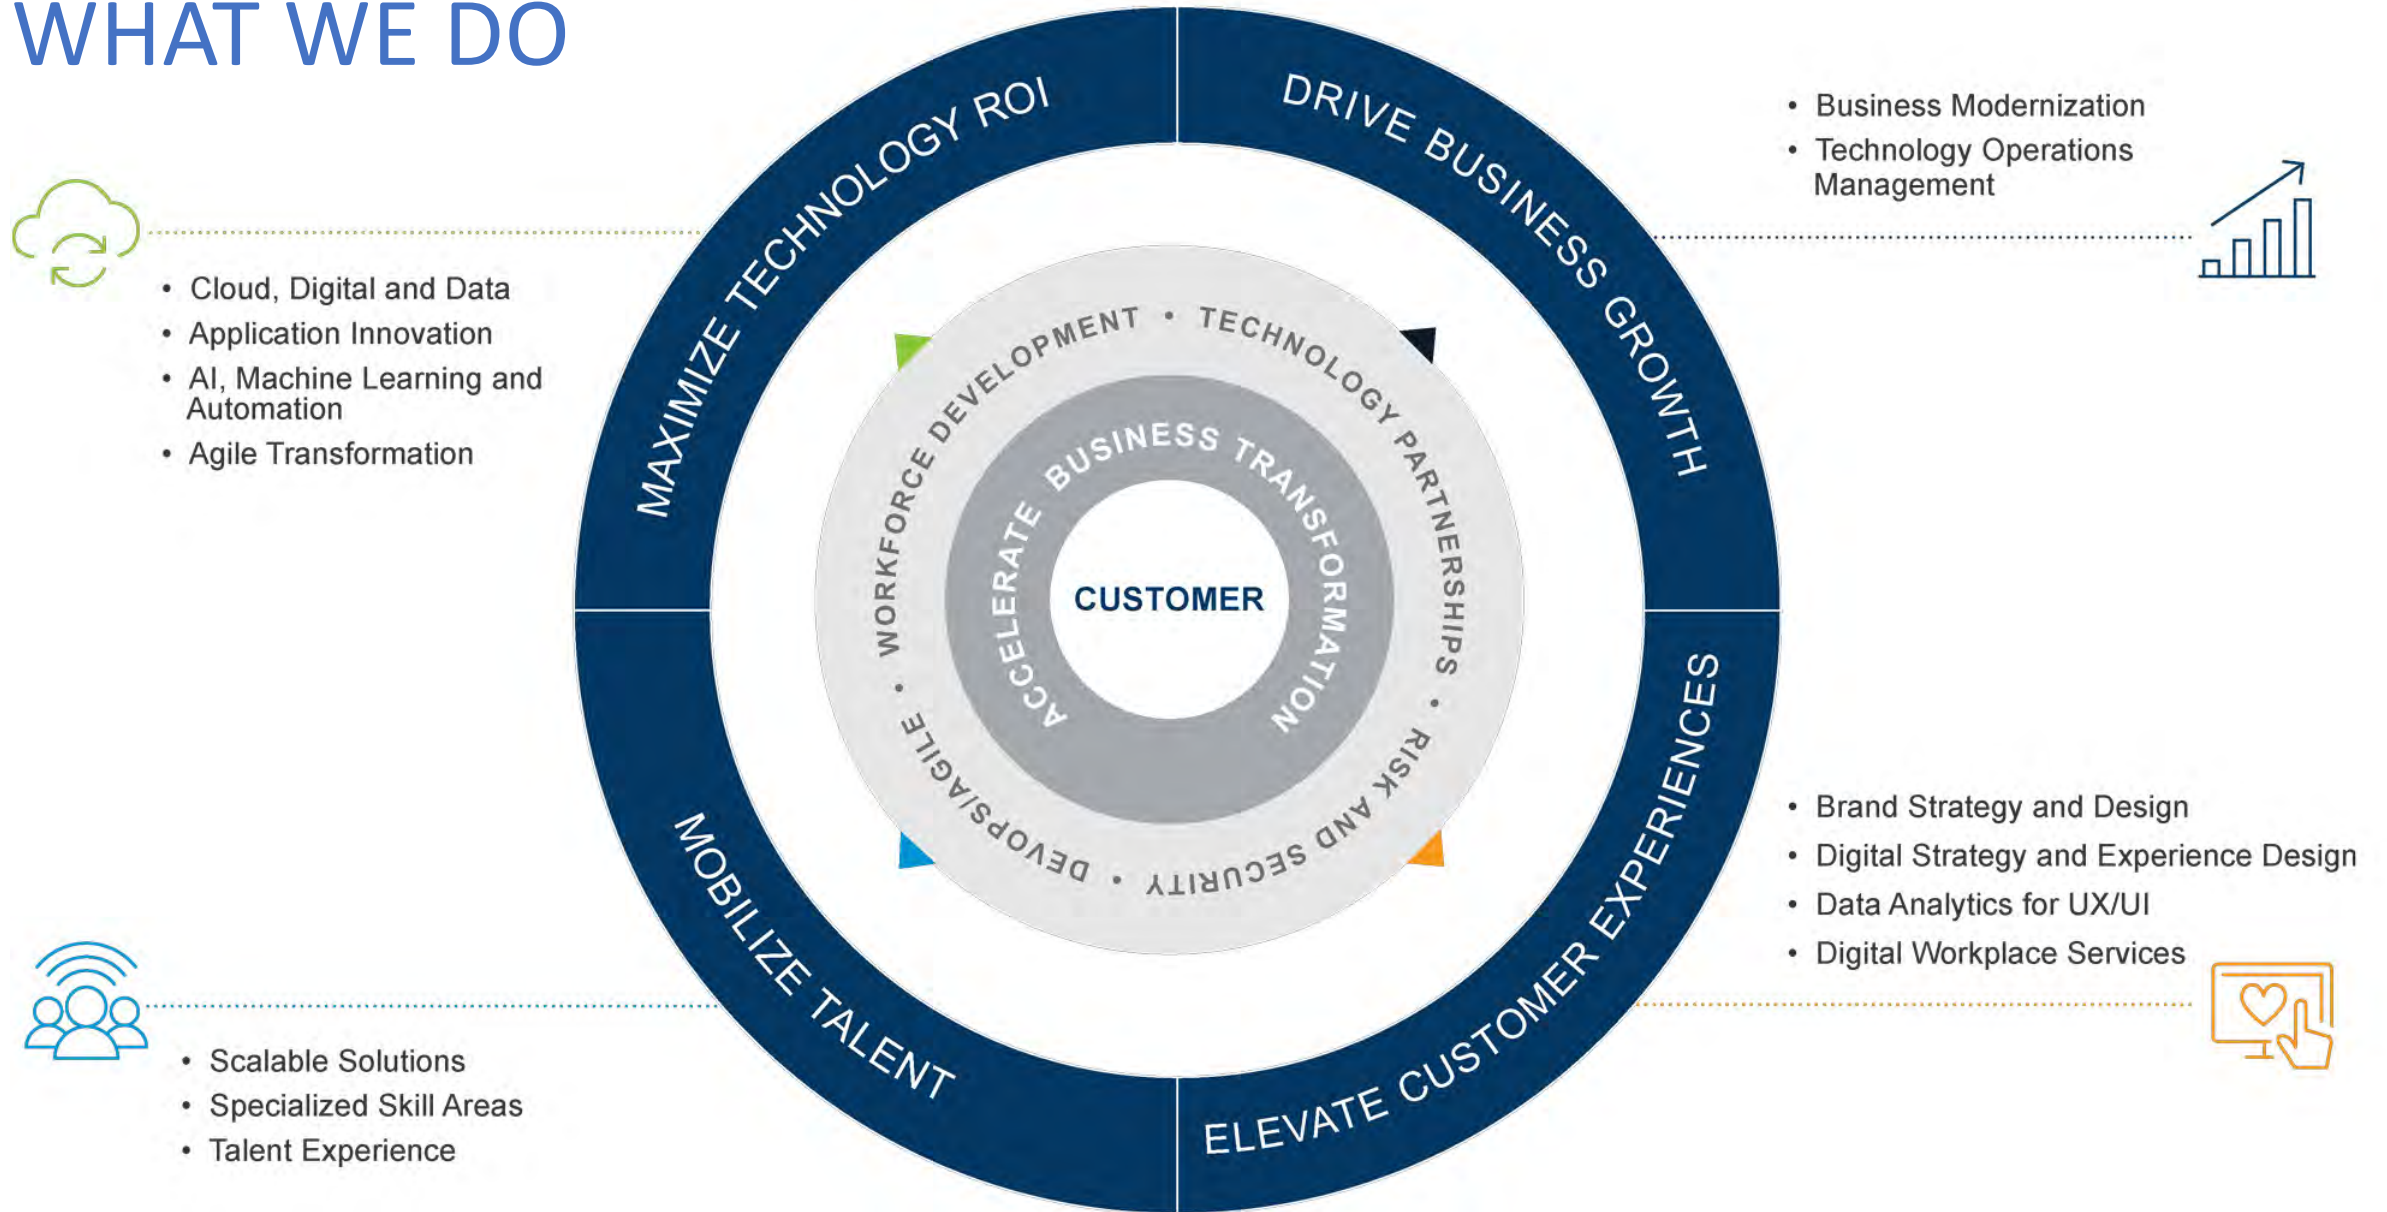 WHAT WE DO
MAXIMIZE TECHNOLOGY ROI
• Cloud, Digital and Data
• Application Innovation
• AI, Machine Learning and
Automation
• Agile Transformation
DRIVE BUSINESS GROWTH
• Business Modernization
• Technology Operations
Management
WORKFORCE DEVELOPMENT • TECHNOLOGY PARTNERSHIPS • RISK AND SECURITY • DEVOPS/AGILE •
ACCELERATE BUSINESS TRANSFORMATION
CUSTOMER
MOBILIZE TALENT
• Scalable Solutions
• Specialized Skill Areas
• Talent Experience
ELEVATE CUSTOMER EXPERIENCES
• Brand Strategy and Design
• Digital Strategy and Experience Design
• Data Analytics for UX/UI
• Digital Workplace Services